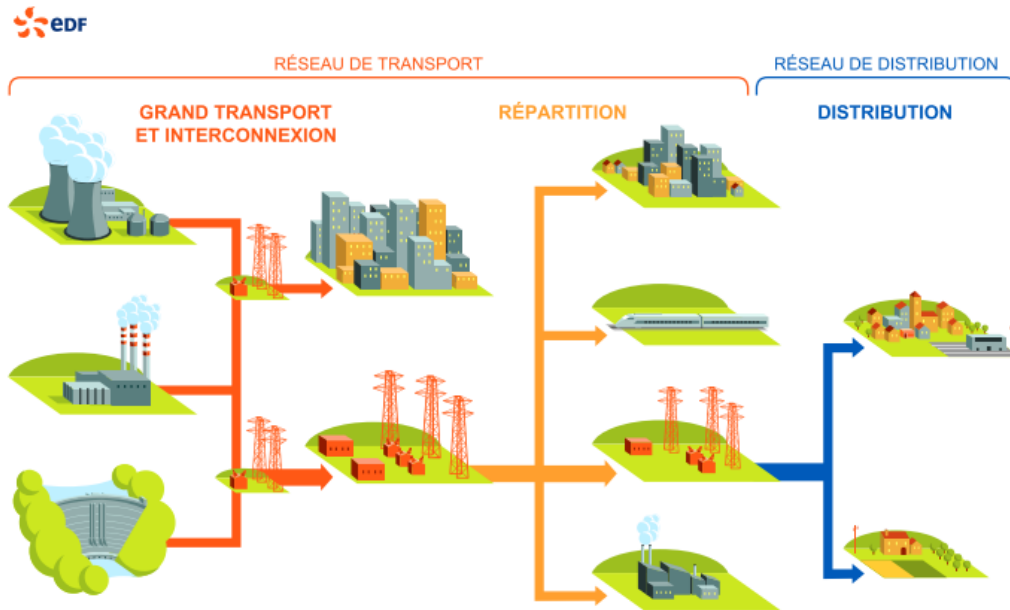 eDF
RÉSEAU DE TRANSPORT
RÉSEAU DE DISTRIBUTION
GRAND TRANSPORT
ET INTERCONNEXION
RÉPARTITION
DISTRIBUTION